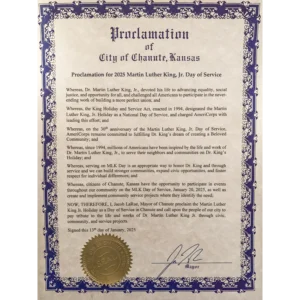 Proclamation
of
City of Chanute, Kansas
Proclamation for 2025 Martin Luther King, Jr. Day of Service
Whereas, Dr. Martin Luther King, Jr., devoted his life to advancing equality, social
justice, opportunity for all, and challenged all Americans to participate in the never-
ending work of building a more perfect union; and
Whereas, the King Holiday and Service Act, enacted in 1994, designated the Martin
Luther King, Jr. Holiday as a National Day of Service, and charged AmeriCorps with
leading this effort; and
Whereas, on the 30th anniversary of the Martin Luther King, Jr. Day of Service,
AmeriCorps remains committed to fulfilling Dr. King's dream of creating a Beloved
Community; and
Whereas, since 1994, millions of Americans have been inspired by the life and work of
Dr. Martin Luther King, Jr., to serve their neighbors and communities on Dr. King's
Holiday; and
Whereas, serving on MLK Day is an appropriate way to honor Dr. King and through
service and we can build stronger communities, expand civic opportunities, and foster
respect for individual differences; and
Whereas, citizens of Chanute, Kansas have the opportunity to participate in events
throughout our community on the MLK Day of Service, January 20, 2025, as well as
create and implement community service projects where they identify the need.
NOW, THEREFORE, I, Jacob LaRue, Mayor of Chanute proclaim the Martin Luther
King Jr. Holiday as a Day of Service in Chanute and call upon the people of our city to
pay tribute to the life and works of Dr. Martin Luther King Jr. through civic,
community, and service projects.
Signed this 13th day of January, 2025
Mayor